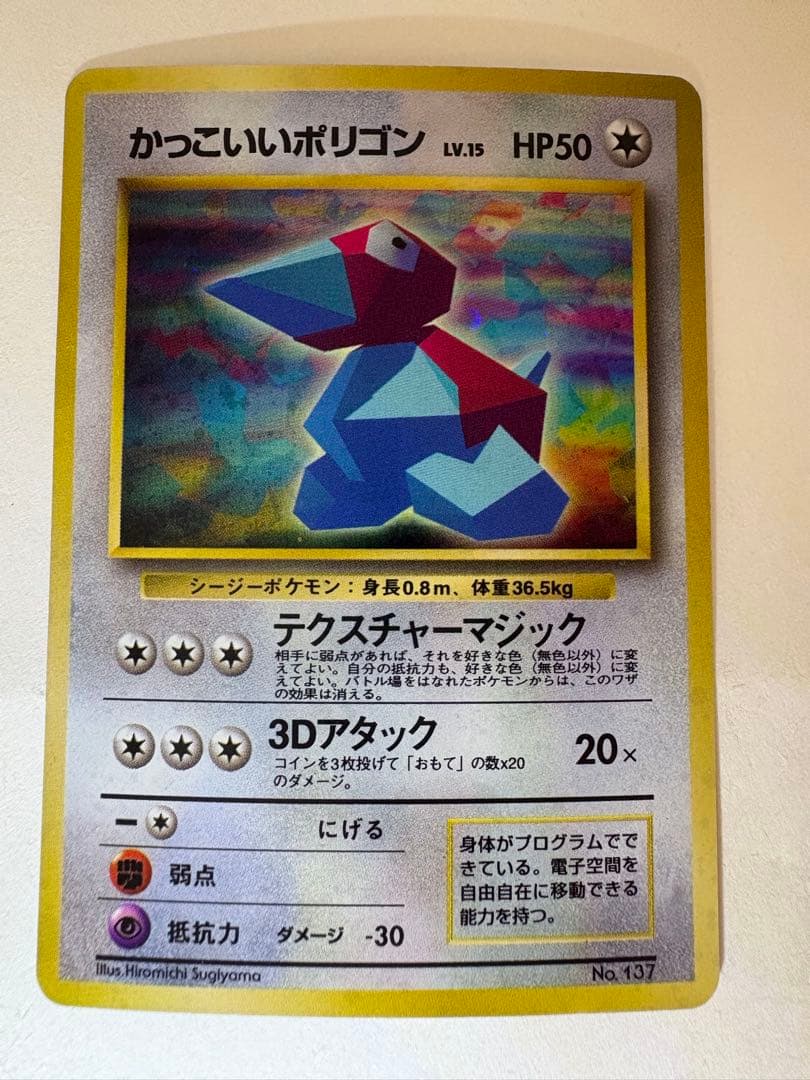 かっこいいポリゴン LV.15 HP50
シージーポケモン：身長0.8m、体重36.5kg
テクスチャーマジック
相手に弱点があれば、それを好きな色（無色以外）に変
えてよい。自分の抵抗力も、好きな色（無色以外）に変
えてよい。バトル場をはなれたポケモンからは、このワザ
の効果は消える。
3Dアタック 20×
コインを3枚投げて「おもて」の数×20
のダメージ。
ー にげる
弱点
抵抗力 ダメージ -30
身体がプログラムでで
きている。電子空間を
自由自在に移動できる
能力を持つ。
Illus.Hiromichi Sugiyama No. 137